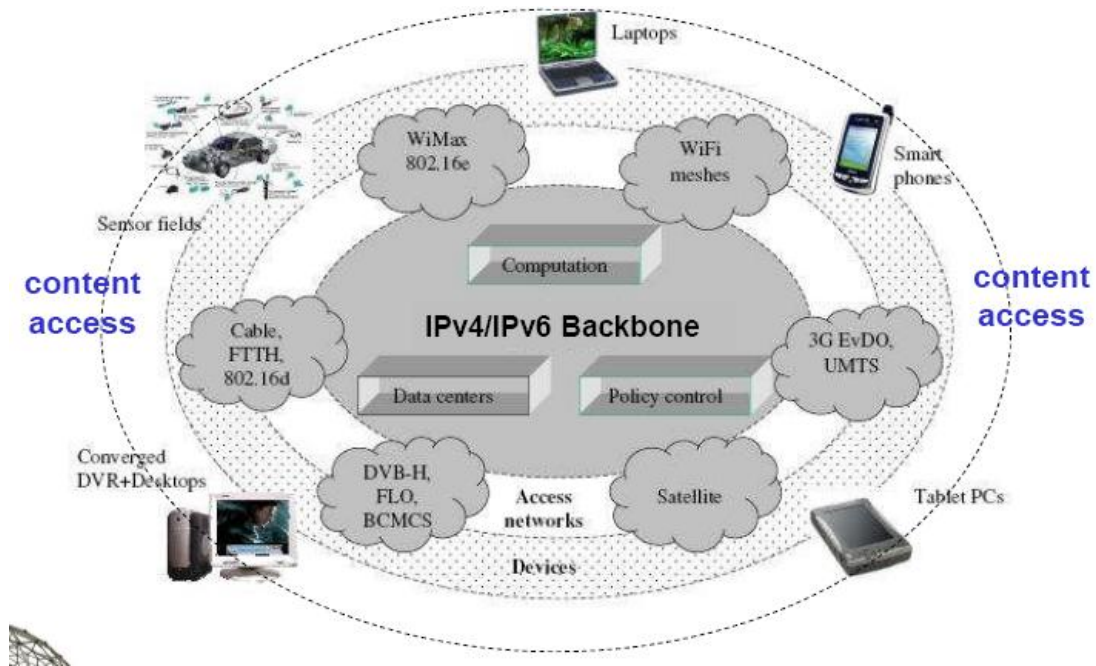 Laptops
WiMax
802.16e
WiFi
meshes
Smart
phones
Sensor fields
Computation
content
access
content
access
IPv4/IPv6 Backbone
Cable,
FTTH,
802.16d
3G EvDO,
UMTS
Data centers
Policy control
Converged
DVR+Desktops
DVB-H,
FLO,
BCMCS
Access
networks
Satellite
Tablet PCs
Devices